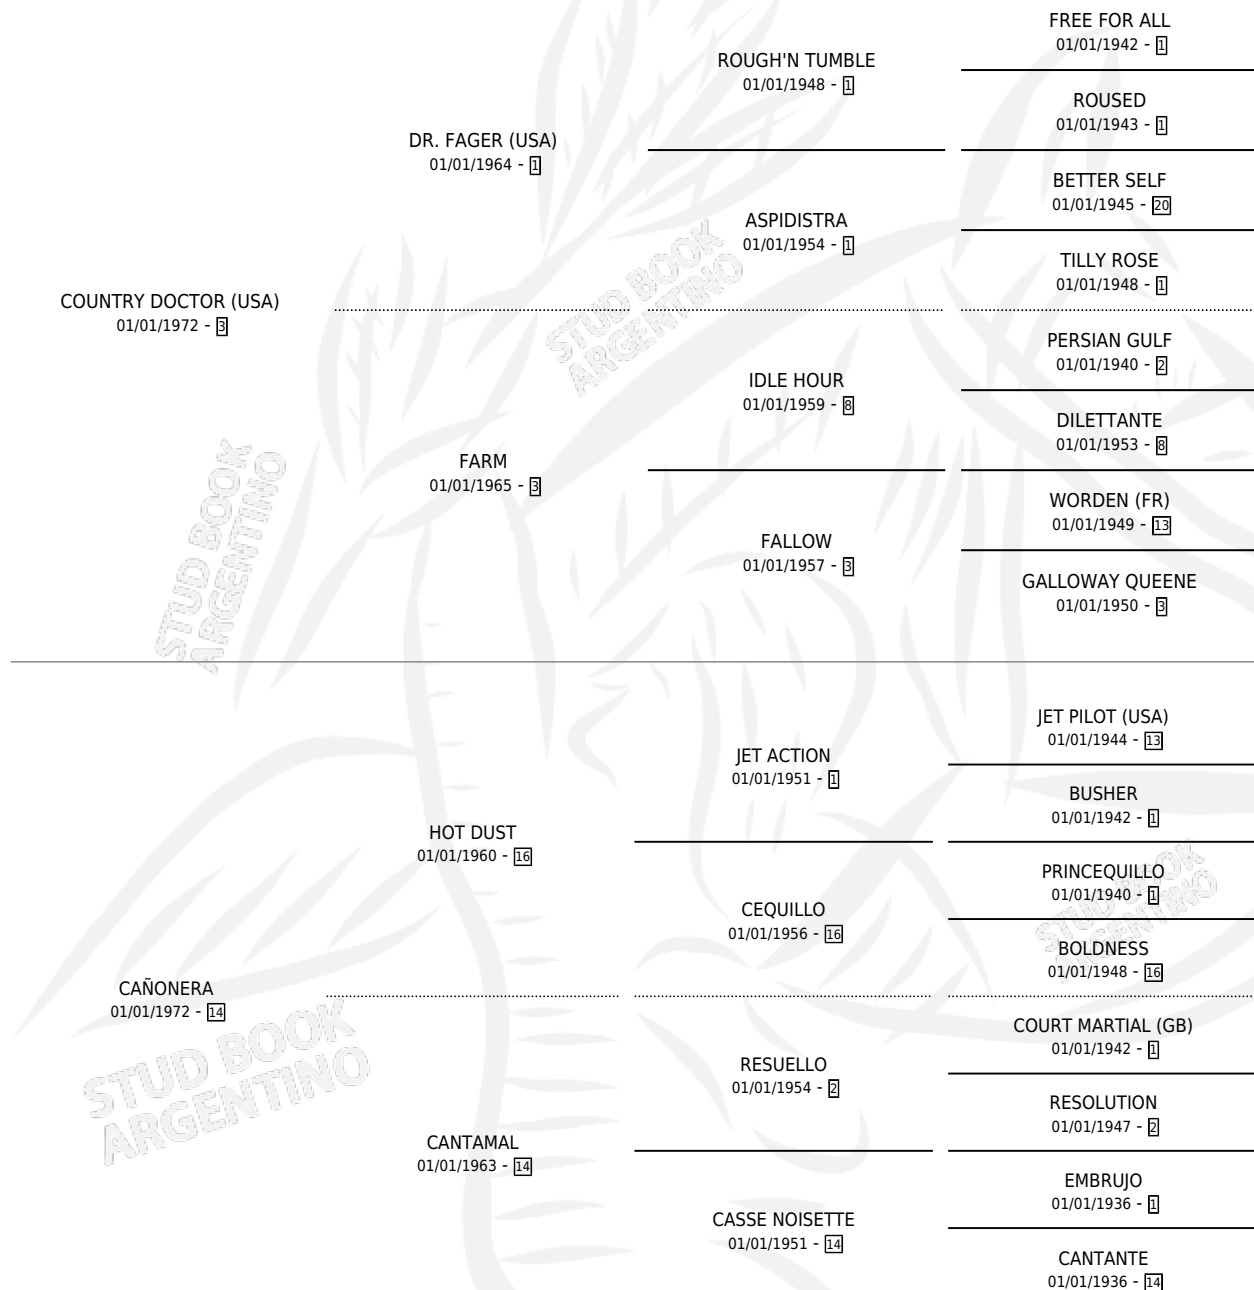 FREE FOR ALL
01/01/1942 - 1
ROUGH'N TUMBLE
01/01/1948 - 1
ROUSED
01/01/1943 - 1
DR. FAGER (USA)
01/01/1964 - 1
BETTER SELF
01/01/1945 - 20
ASPIDISTRA
01/01/1954 - 1
TILLY ROSE
01/01/1948 - 1
COUNTRY DOCTOR (USA)
01/01/1972 - 3
PERSIAN GULF
01/01/1940 - 2
IDLE HOUR
01/01/1959 - 8
DILETTANTE
01/01/1953 - 8
FARM
01/01/1965 - 3
WORDEN (FR)
01/01/1949 - 13
FALLOW
01/01/1957 - 3
GALLOWAY QUEENE
01/01/1950 - 3
STUD BOOK
ARGENTINO
STUD BOOK
ARGENTINO
JET PILOT (USA)
01/01/1944 - 13
JET ACTION
01/01/1951 - 1
BUSHER
01/01/1942 - 1
HOT DUST
01/01/1960 - 16
PRINCEQUILLO
01/01/1940 - 1
CEQUILLO
01/01/1956 - 16
BOLDNESS
01/01/1948 - 16
CAÑONERA
01/01/1972 - 14
COURT MARTIAL (GB)
01/01/1942 - 1
RESUELLO
01/01/1954 - 2
RESOLUTION
01/01/1947 - 2
CANTAMAL
01/01/1963 - 14
EMBRUJO
01/01/1936 - 1
CASSE NOISETTE
01/01/1951 - 14
CANTANTE
01/01/1936 - 14
STUD BOOK
ARGENTINO
STUD BOOK
ARGENTINO